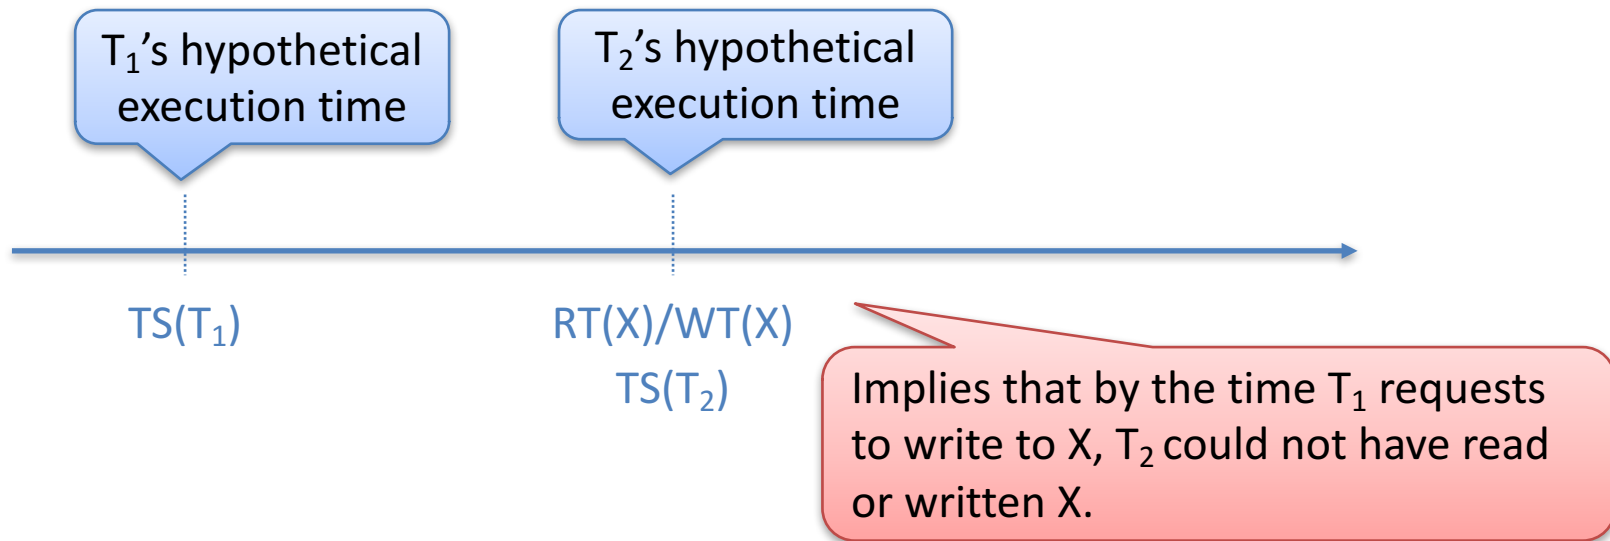 T₁’s hypothetical
execution time
T₂’s hypothetical
execution time
TS(T₁)
RT(X)/WT(X)
TS(T₂)
Implies that by the time T₁ requests
to write to X, T₂ could not have read
or written X.